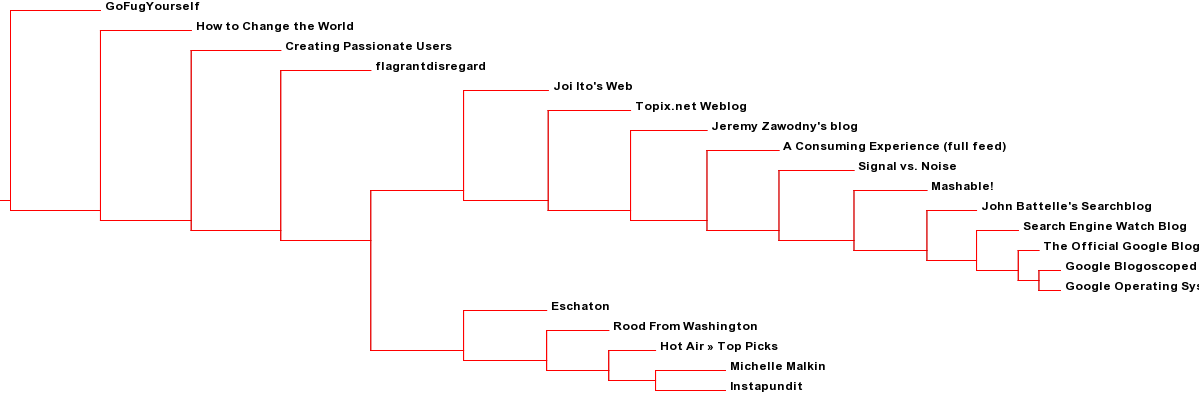 GoFugYourself
How to Change the World
Creating Passionate Users
flagrantdisregard
Joi Ito's Web
Topix.net Weblog
Jeremy Zawodny's blog
A Consuming Experience (full feed)
Signal vs. Noise
Mashable!
John Battelle's Searchblog
Search Engine Watch Blog
The Official Google Blog
Google Blogoscoped
Google Operating Sys
Eschaton
Rood From Washington
Hot Air » Top Picks
Michelle Malkin
Instapundit